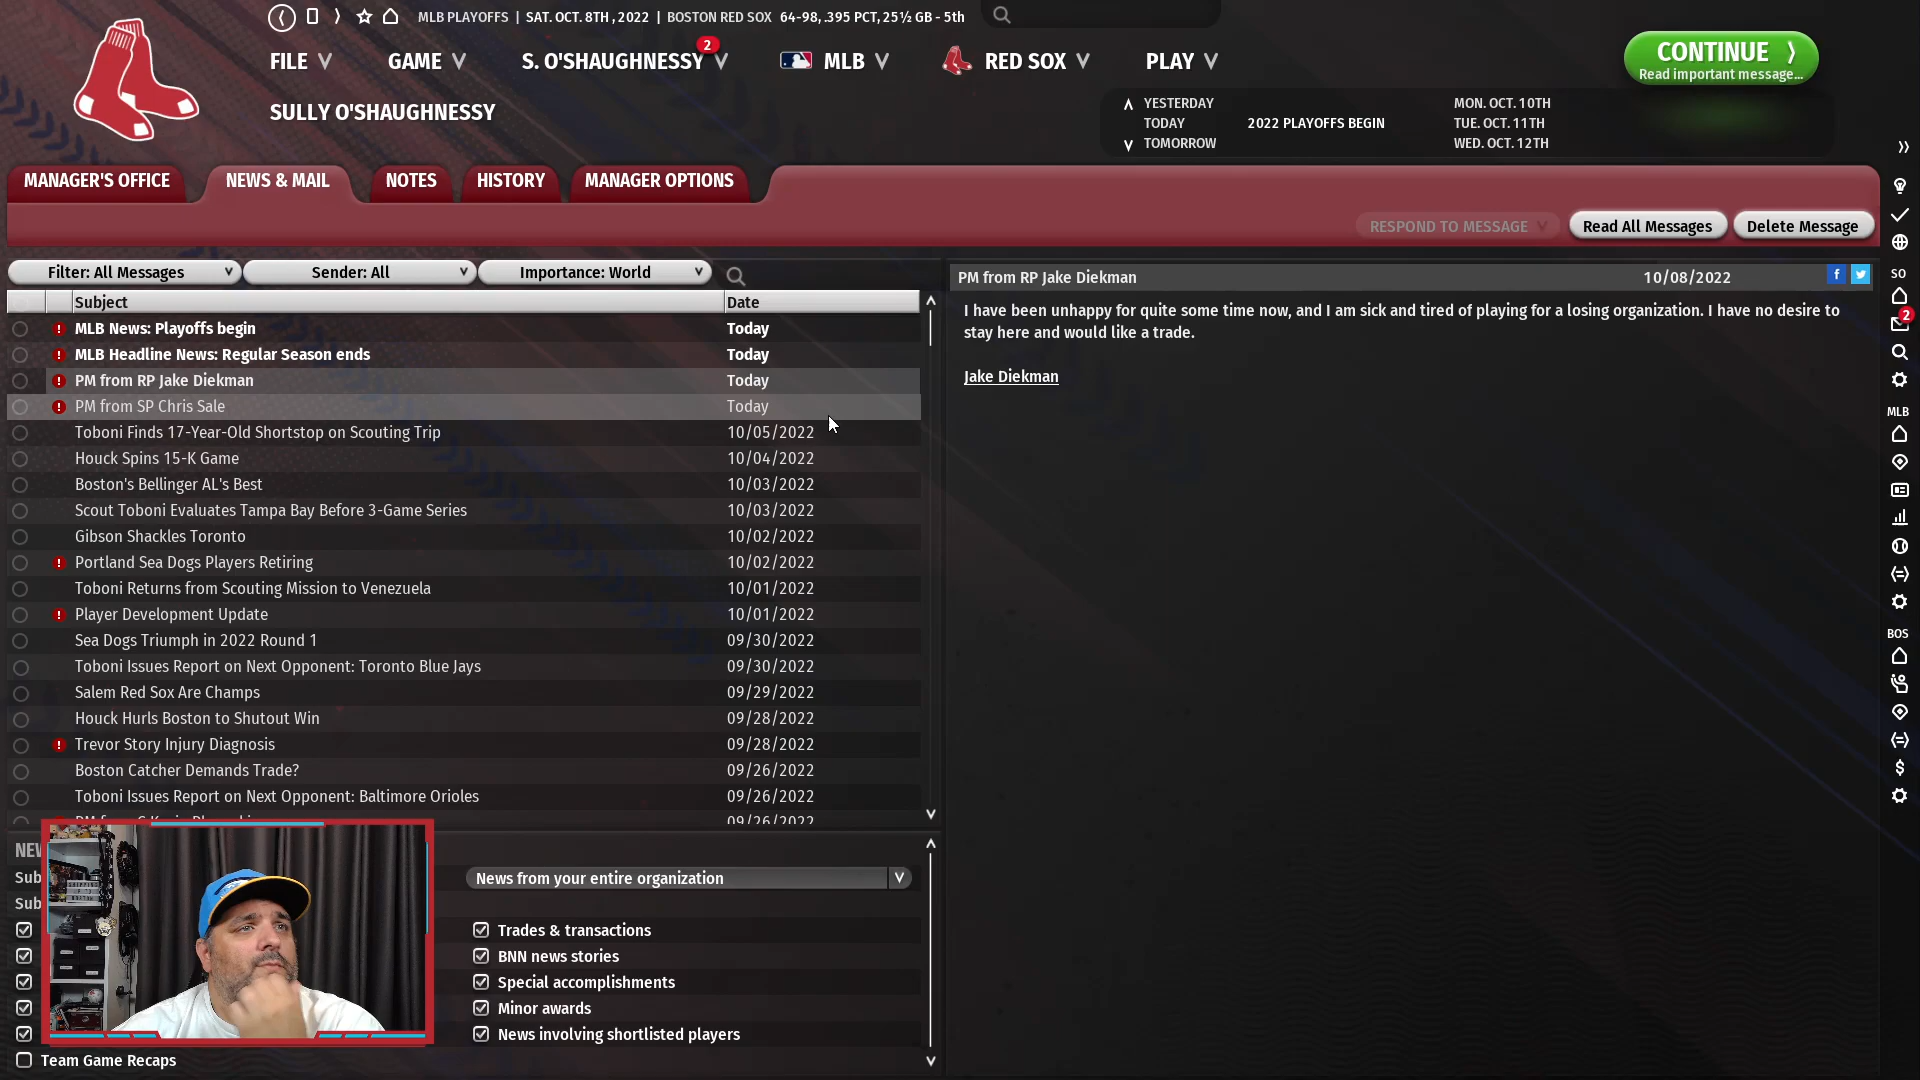 MLB PLAYOFFS | SAT. OCT. 8TH , 2022 | BOSTON RED SOX 64-98, .395 PCT, 25½ GB - 5th
FILE GAME S. O'SHAUGHNESSY 2 MLB RED SOX PLAY
CONTINUE
Read important message...
SULLY O'SHAUGHNESSY
YESTERDAY MON. OCT. 10TH
TODAY 2022 PLAYOFFS BEGIN TUE. OCT. 11TH
TOMORROW WED. OCT. 12TH
MANAGER'S OFFICE NEWS & MAIL NOTES HISTORY MANAGER OPTIONS
RESPOND TO MESSAGE Read All Messages Delete Message
Filter: All Messages Sender: All Importance: World
Subject Date
MLB News: Playoffs begin Today
MLB Headline News: Regular Season ends Today
PM from RP Jake Diekman Today
PM from SP Chris Sale Today
Toboni Finds 17-Year-Old Shortstop on Scouting Trip 10/05/2022
Houck Spins 15-K Game 10/04/2022
Boston's Bellinger AL's Best 10/03/2022
Scout Toboni Evaluates Tampa Bay Before 3-Game Series 10/03/2022
Gibson Shackles Toronto 10/02/2022
Portland Sea Dogs Players Retiring 10/02/2022
Toboni Returns from Scouting Mission to Venezuela 10/01/2022
Player Development Update 10/01/2022
Sea Dogs Triumph in 2022 Round 1 09/30/2022
Toboni Issues Report on Next Opponent: Toronto Blue Jays 09/30/2022
Salem Red Sox Are Champs 09/29/2022
Houck Hurls Boston to Shutout Win 09/28/2022
Trevor Story Injury Diagnosis 09/28/2022
Boston Catcher Demands Trade? 09/26/2022
Toboni Issues Report on Next Opponent: Baltimore Orioles 09/26/2022
09/26/2022
PM from RP Jake Diekman 10/08/2022
I have been unhappy for quite some time now, and I am sick and tired of playing for a losing organization. I have no desire to
stay here and would like a trade.
Jake Diekman
Sub
News from your entire organization
Sub
Trades & transactions
BNN news stories
Special accomplishments
Minor awards
News involving shortlisted players
Team Game Recaps
SO
2
MLB
BOS